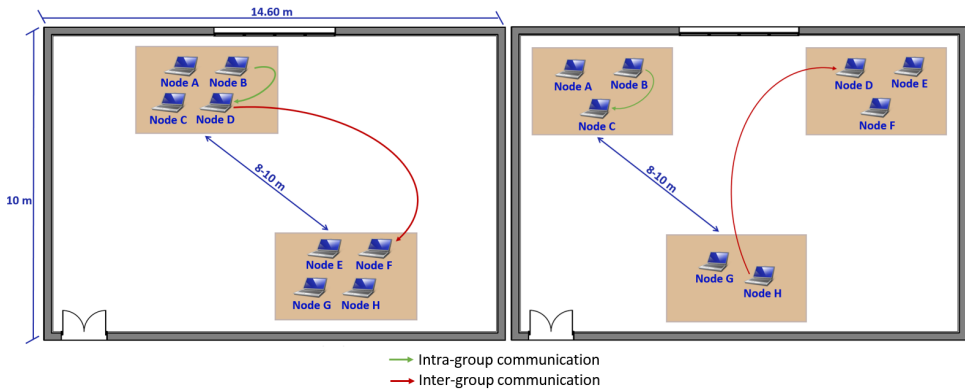 14.60 m
10 m
Node A Node B
Node C Node D
8-10 m
Node E Node F
Node G Node H
Node A Node B
Node C
Node D Node E
Node F
8-10 m
Node G
Node H
Intra-group communication
Inter-group communication